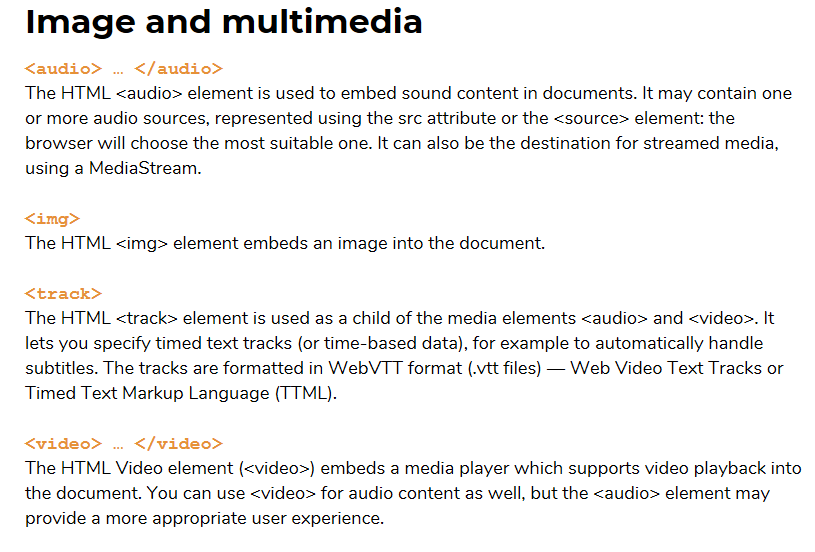 Image and multimedia
<audio> … </audio>
The HTML <audio> element is used to embed sound content in documents. It may contain one
or more audio sources, represented using the src attribute or the <source> element: the
browser will choose the most suitable one. It can also be the destination for streamed media,
using a MediaStream.
<img>
The HTML <img> element embeds an image into the document.
<track>
The HTML <track> element is used as a child of the media elements <audio> and <video>. It
lets you specify timed text tracks (or time-based data), for example to automatically handle
subtitles. The tracks are formatted in WebVTT format (.vtt files) — Web Video Text Tracks or
Timed Text Markup Language (TTML).
<video> … </video>
The HTML Video element (<video>) embeds a media player which supports video playback into
the document. You can use <video> for audio content as well, but the <audio> element may
provide a more appropriate user experience.